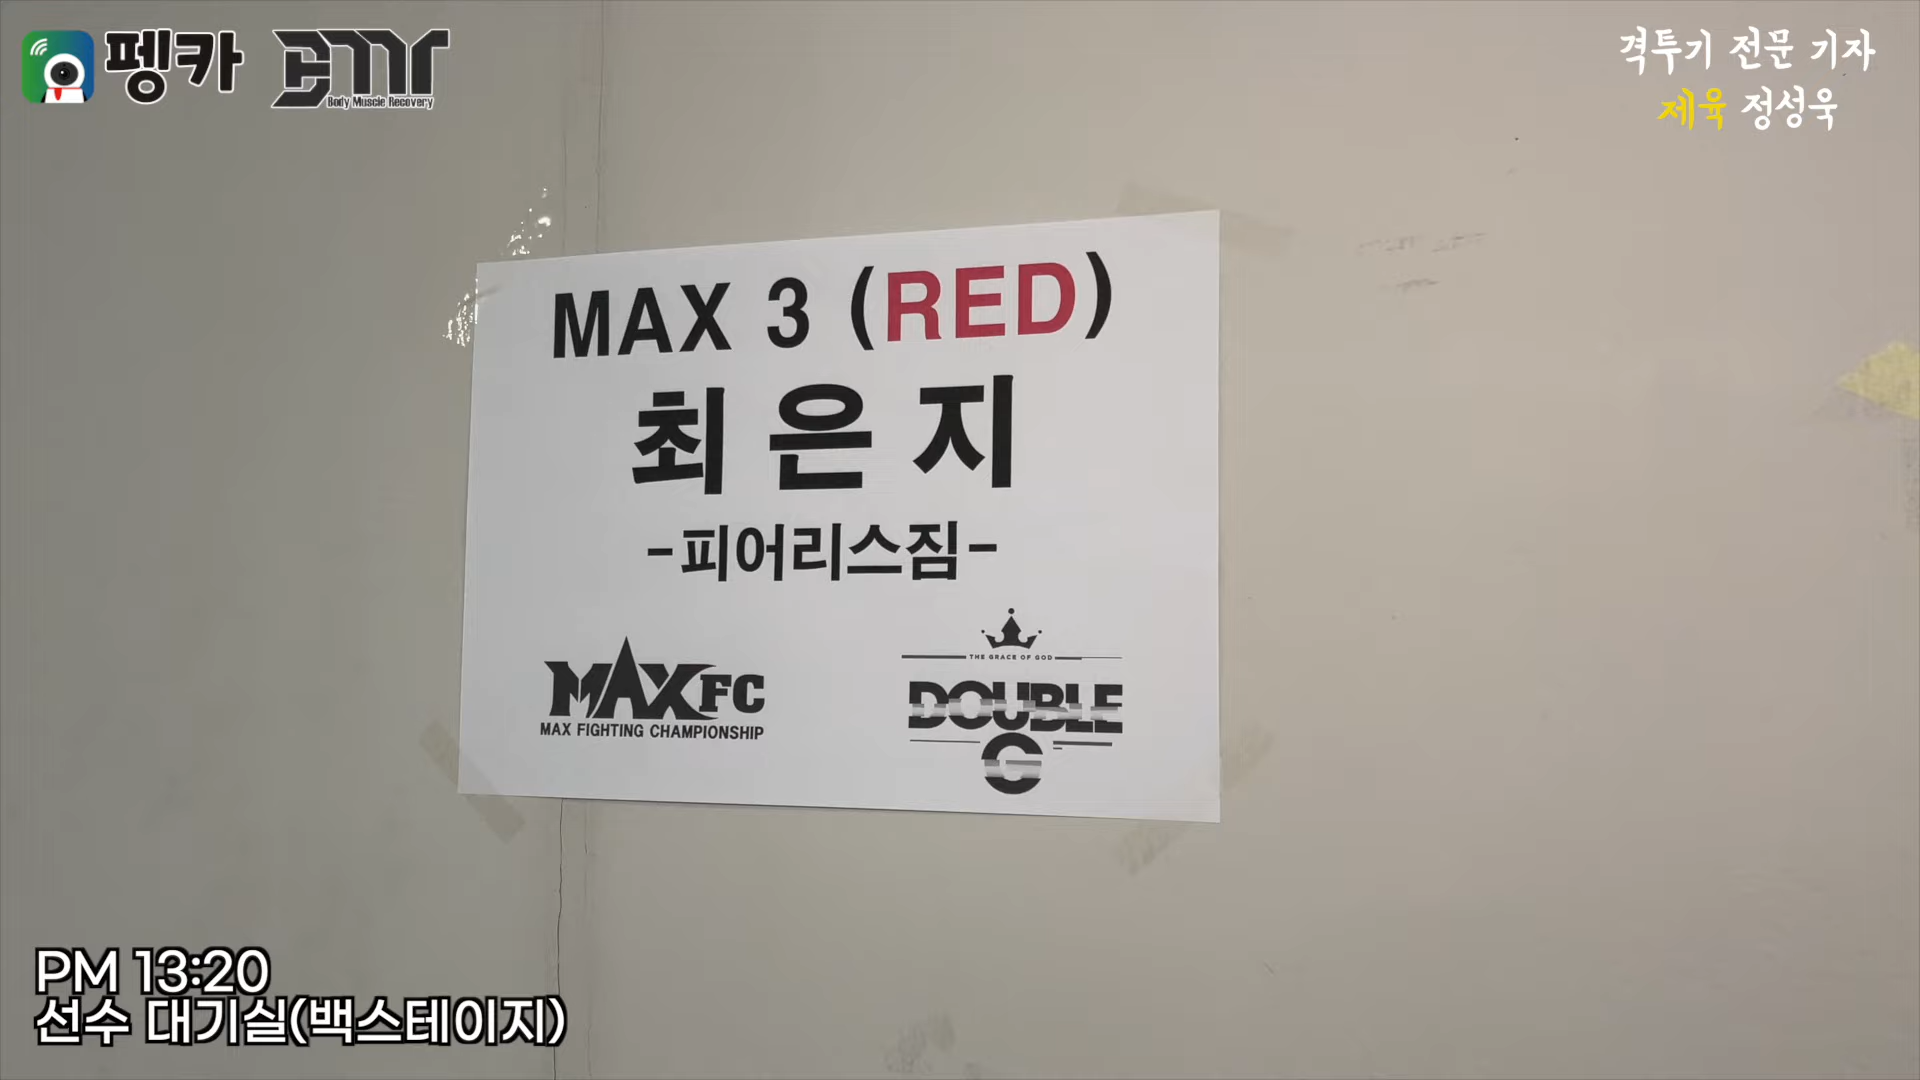 펭카
BMR
Body Muscle Recovery
격투기 전문 기자
제육 정성욱
MAX 3 (RED)
최은지
-피어리스짐-
MAXFC
MAX FIGHTING CHAMPIONSHIP
THE GRACE OF GOD
DOUBLE
G
PM 13:20
선수 대기실(백스테이지)